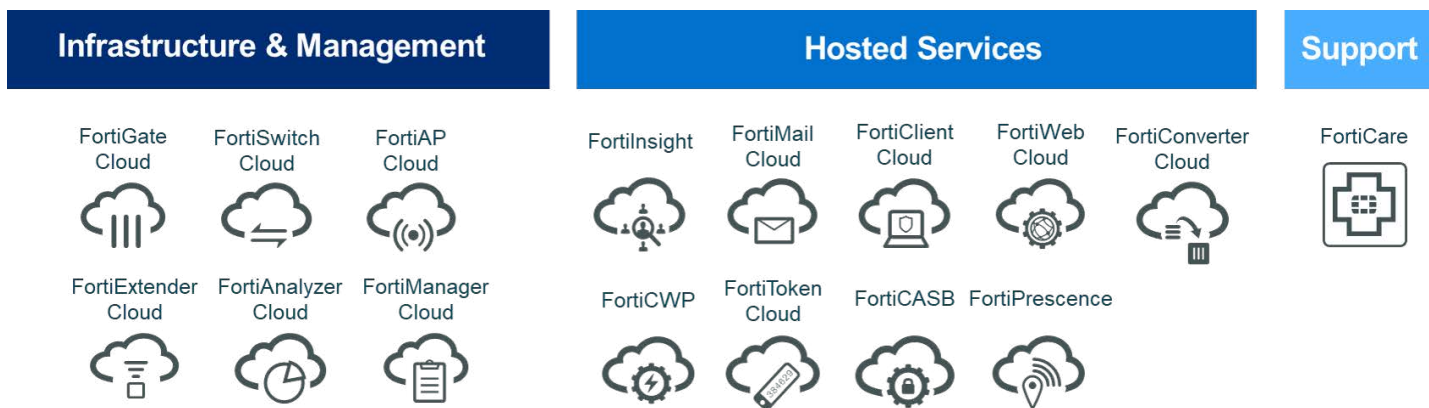 Infrastructure & Management
Hosted Services
Support
FortiGate
Cloud
FortiSwitch
Cloud
FortiAP
Cloud
FortiExtender
Cloud
FortiAnalyzer
Cloud
FortiManager
Cloud
FortiInsight
FortiMail
Cloud
FortiClient
Cloud
FortiWeb
Cloud
FortiConverter
Cloud
FortiCWP
FortiToken
Cloud
384629
FortiCASB
FortiPrescence
FortiCare